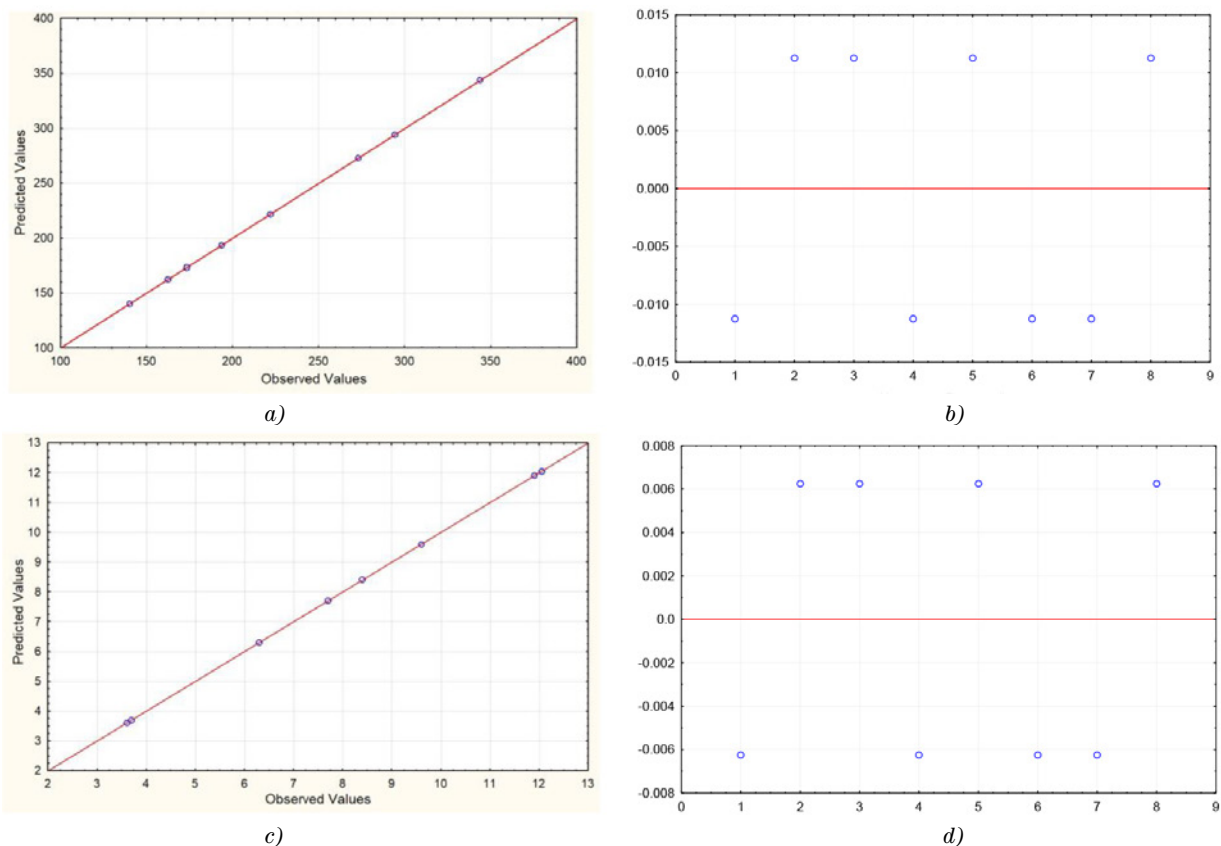 400
350
300
250
200
150
100
Predicted Values
100 150 200 250 300 350 400
Observed Values
a)
0.015
0.010
0.005
0.000
-0.005
-0.010
-0.015
0 1 2 3 4 5 6 7 8 9
b)
13
12
11
10
9
8
7
6
5
4
3
2
Predicted Values
2 3 4 5 6 7 8 9 10 11 12 13
Observed Values
c)
0.008
0.006
0.004
0.002
0.0
-0.002
-0.004
-0.006
-0.008
0 1 2 3 4 5 6 7 8 9
d)